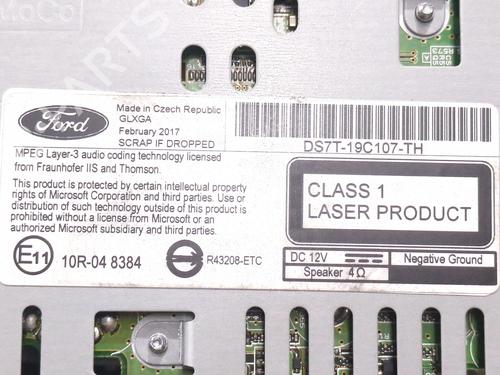 Ford
Made in Czech Republic
GLXGA
February 2017
SCRAP IF DROPPED
DS7T-19C107-TH
MPEG Layer-3 audio coding technology licensed
from Fraunhofer IIS and Thomson.
This product is protected by certain intellectual property
rights of Microsoft Corporation and third parties. Use or
distribution of such technology outside of this product is
prohibited without a license from Microsoft or an
authorized Microsoft subsidiary and third parties.
CLASS 1
LASER PRODUCT
E11
10R-04 8384
R43208-ETC
DC 12V
Negative Ground
Speaker 4Ω